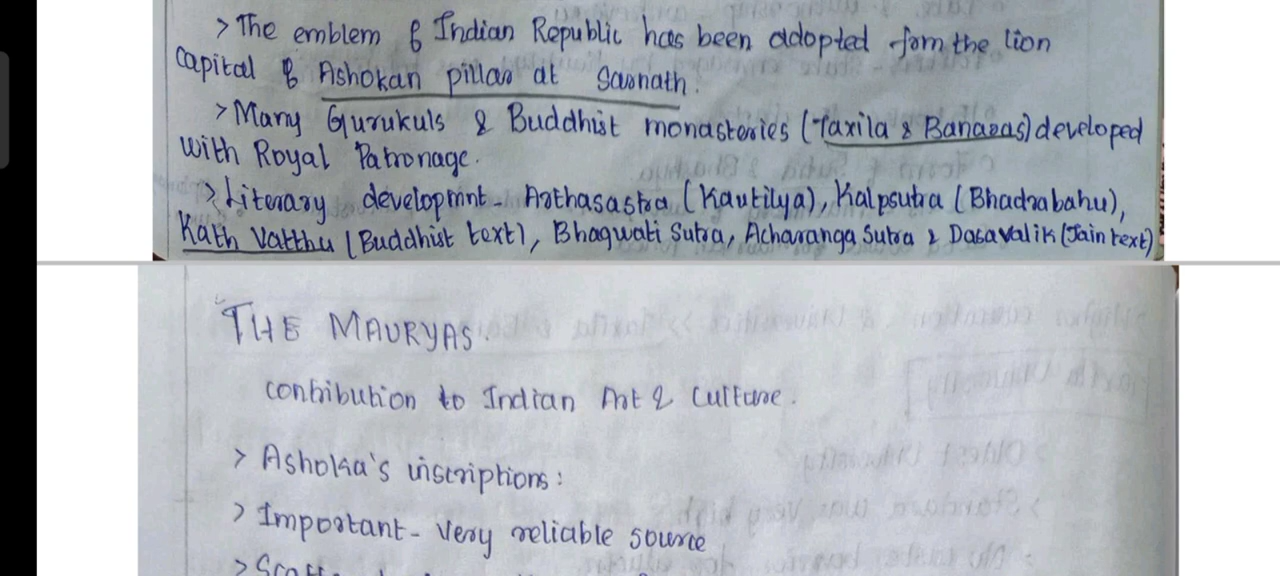 > The emblem of Indian Republic has been adopted from the lion
capital of Ashokan pillar at Sarnath.
> Many Gurukuls & Buddhist monasteries (Taxila & Banaras) developed
with Royal Patronage.
> Literary developmnt - Arthasastra (Kautilya), Kalpsutra (Bhadrabahu),
Kath Vatthu (Buddhist text), Bhagwati Sutra, Acharanga Sutra & Dasavalik (Jain text)
THE MAURYAS.
contribution to Indian Art & Culture.
> Ashoka's inscriptions:
> Important - Very reliable source